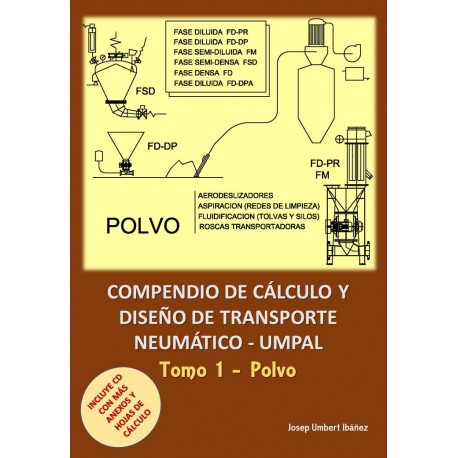 FASE DILUIDA FD-PR
FASE DILUIDA FD-DP
FASE SEMI-DILUIDA FM
FASE SEMI-DENSA FSD
FASE DENSA FD
FASE DILUIDA FD-DPA
FSD
FD-DP
FD-PR
FM
POLVO
AERODESLIZADORES
ASPIRACION (REDES DE LIMPIEZA)
FLUIDIFICACION (TOLVAS Y SILOS)
ROSCAS TRANSPORTADORAS
COMPENDIO DE CÁLCULO Y
DISEÑO DE TRANSPORTE
NEUMÁTICO - UMPAL
Tomo 1 - Polvo
INCLUYE CD
CON MÁS
ANEXOS Y
HOJAS DE
CÁLCULO
Josep Umbert Ibáñez